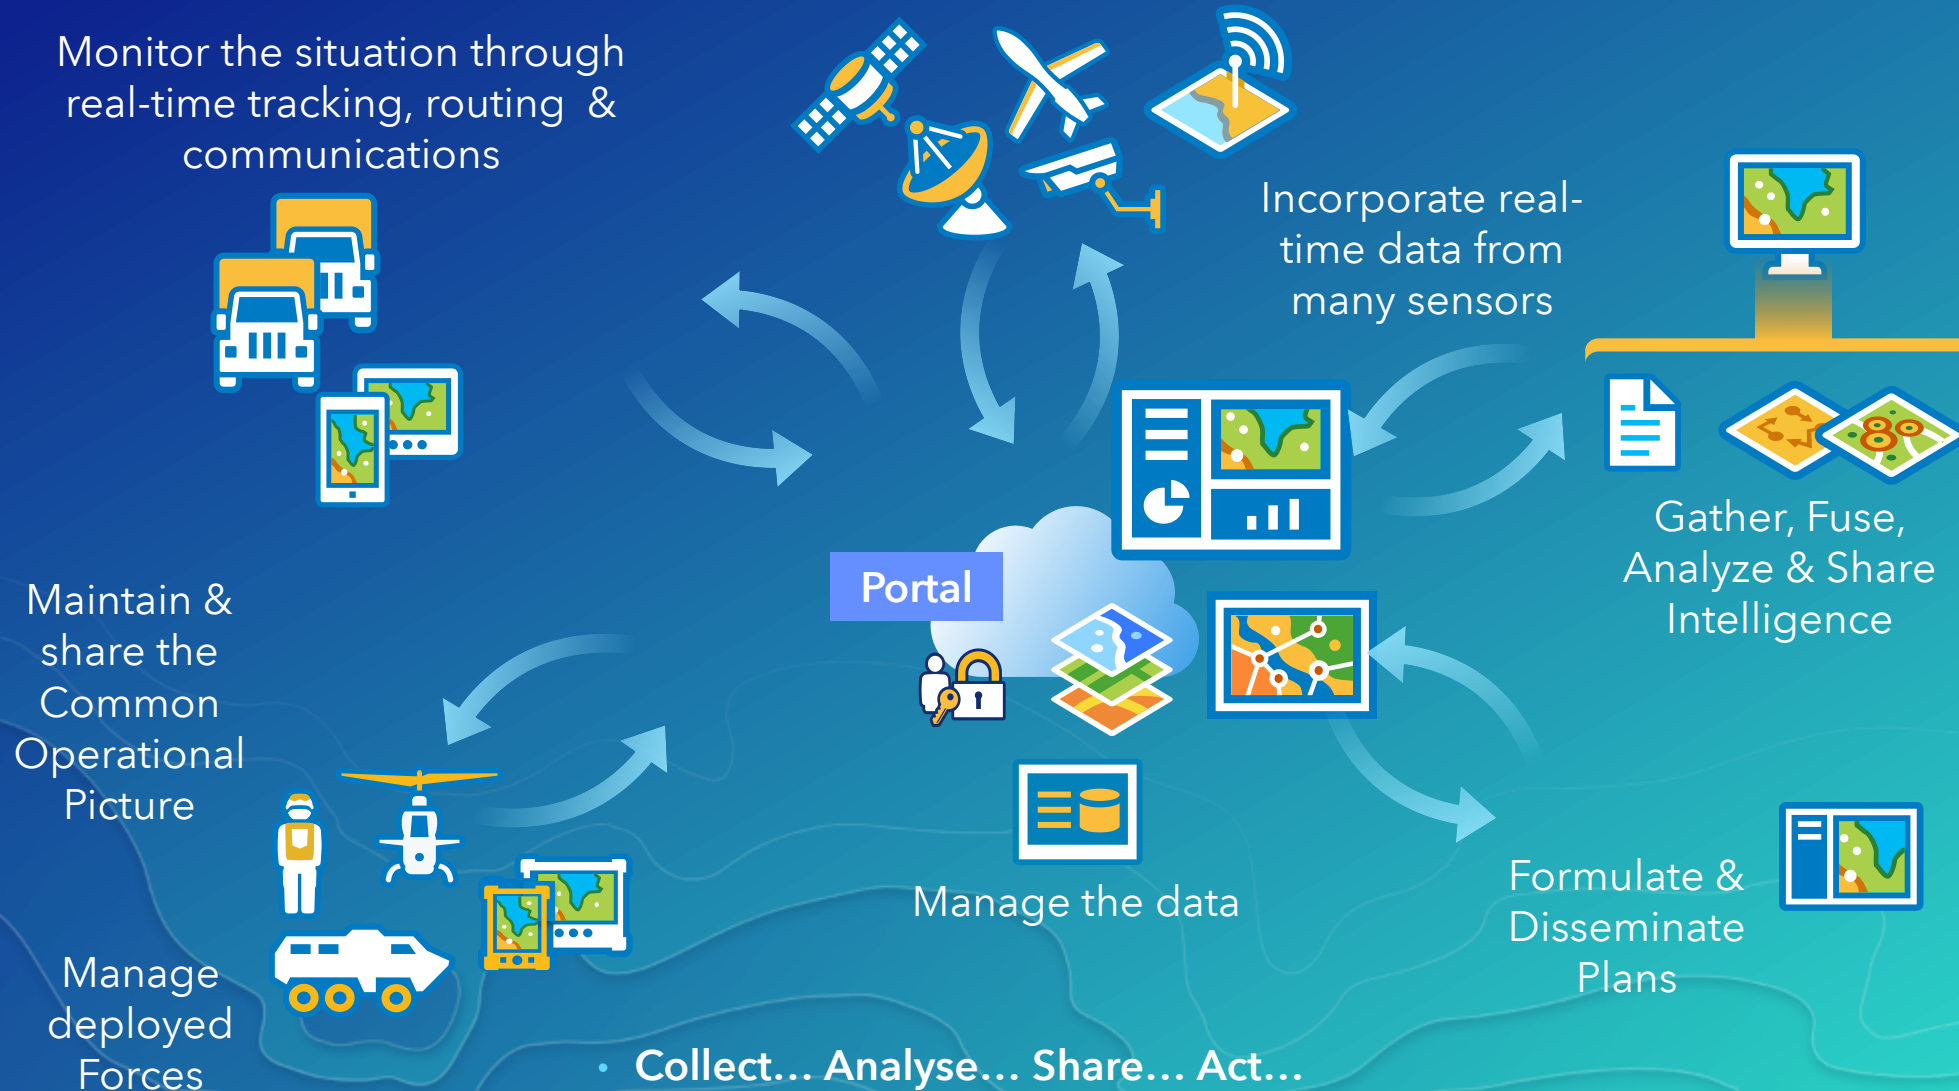 Monitor the situation through
real-time tracking, routing &
communications
Incorporate real-
time data from
many sensors
Gather, Fuse,
Analyze & Share
Intelligence
Portal
Maintain &
share the
Common
Operational
Picture
Manage the data
Formulate &
Disseminate
Plans
Manage
deployed
Forces
• Collect... Analyse... Share... Act...